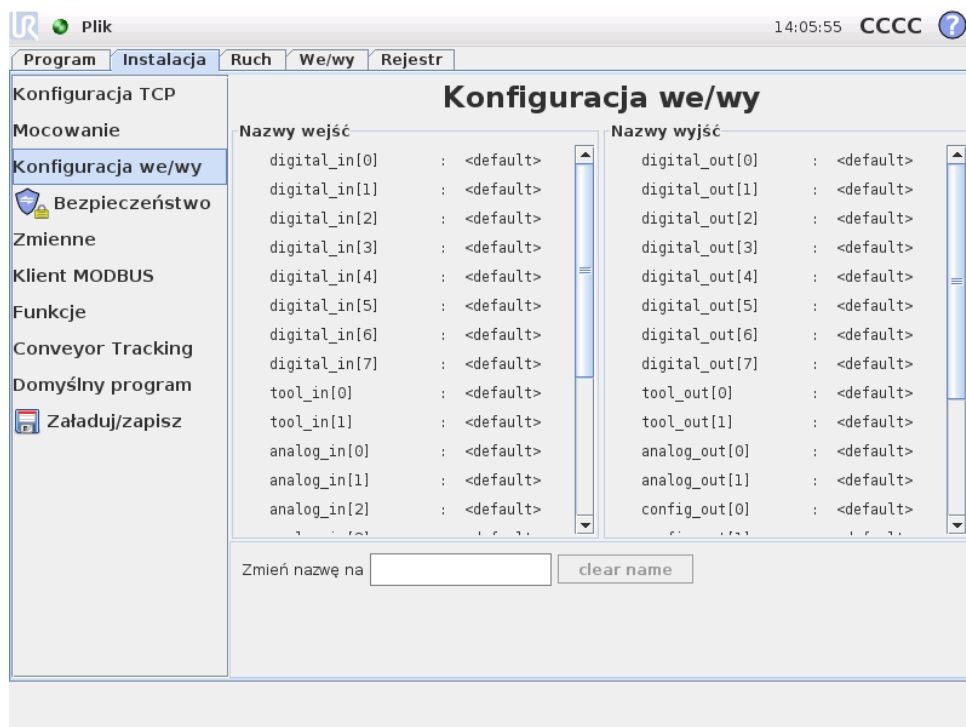 UR Plik 14:05:55 CCCC ?
Program Instalacja Ruch We/wy Rejestr
Konfiguracja TCP
Mocowanie
Konfiguracja we/wy
Bezpieczeństwo
Zmienne
Klient MODBUS
Funkcje
Conveyor Tracking
Domyślny program
Załaduj/zapisz
Konfiguracja we/wy
Nazwy wejść
digital_in[0] : <default>
digital_in[1] : <default>
digital_in[2] : <default>
digital_in[3] : <default>
digital_in[4] : <default>
digital_in[5] : <default>
digital_in[6] : <default>
digital_in[7] : <default>
tool_in[0] : <default>
tool_in[1] : <default>
analog_in[0] : <default>
analog_in[1] : <default>
analog_in[2] : <default>
Nazwy wyjść
digital_out[0] : <default>
digital_out[1] : <default>
digital_out[2] : <default>
digital_out[3] : <default>
digital_out[4] : <default>
digital_out[5] : <default>
digital_out[6] : <default>
digital_out[7] : <default>
tool_out[0] : <default>
tool_out[1] : <default>
analog_out[0] : <default>
analog_out[1] : <default>
config_out[0] : <default>
Zmień nazwę na clear name